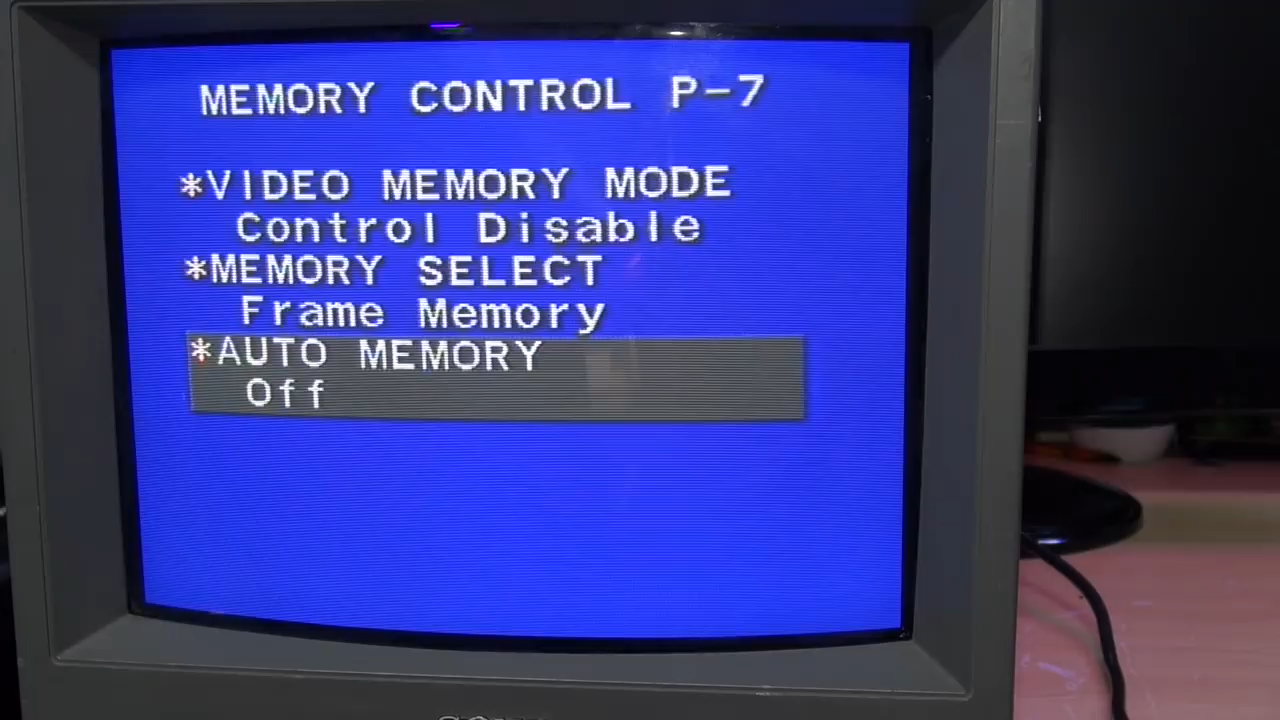 MEMORY CONTROL P-7
*VIDEO MEMORY MODE
Control Disable
*MEMORY SELECT
Frame Memory
*AUTO MEMORY
Off